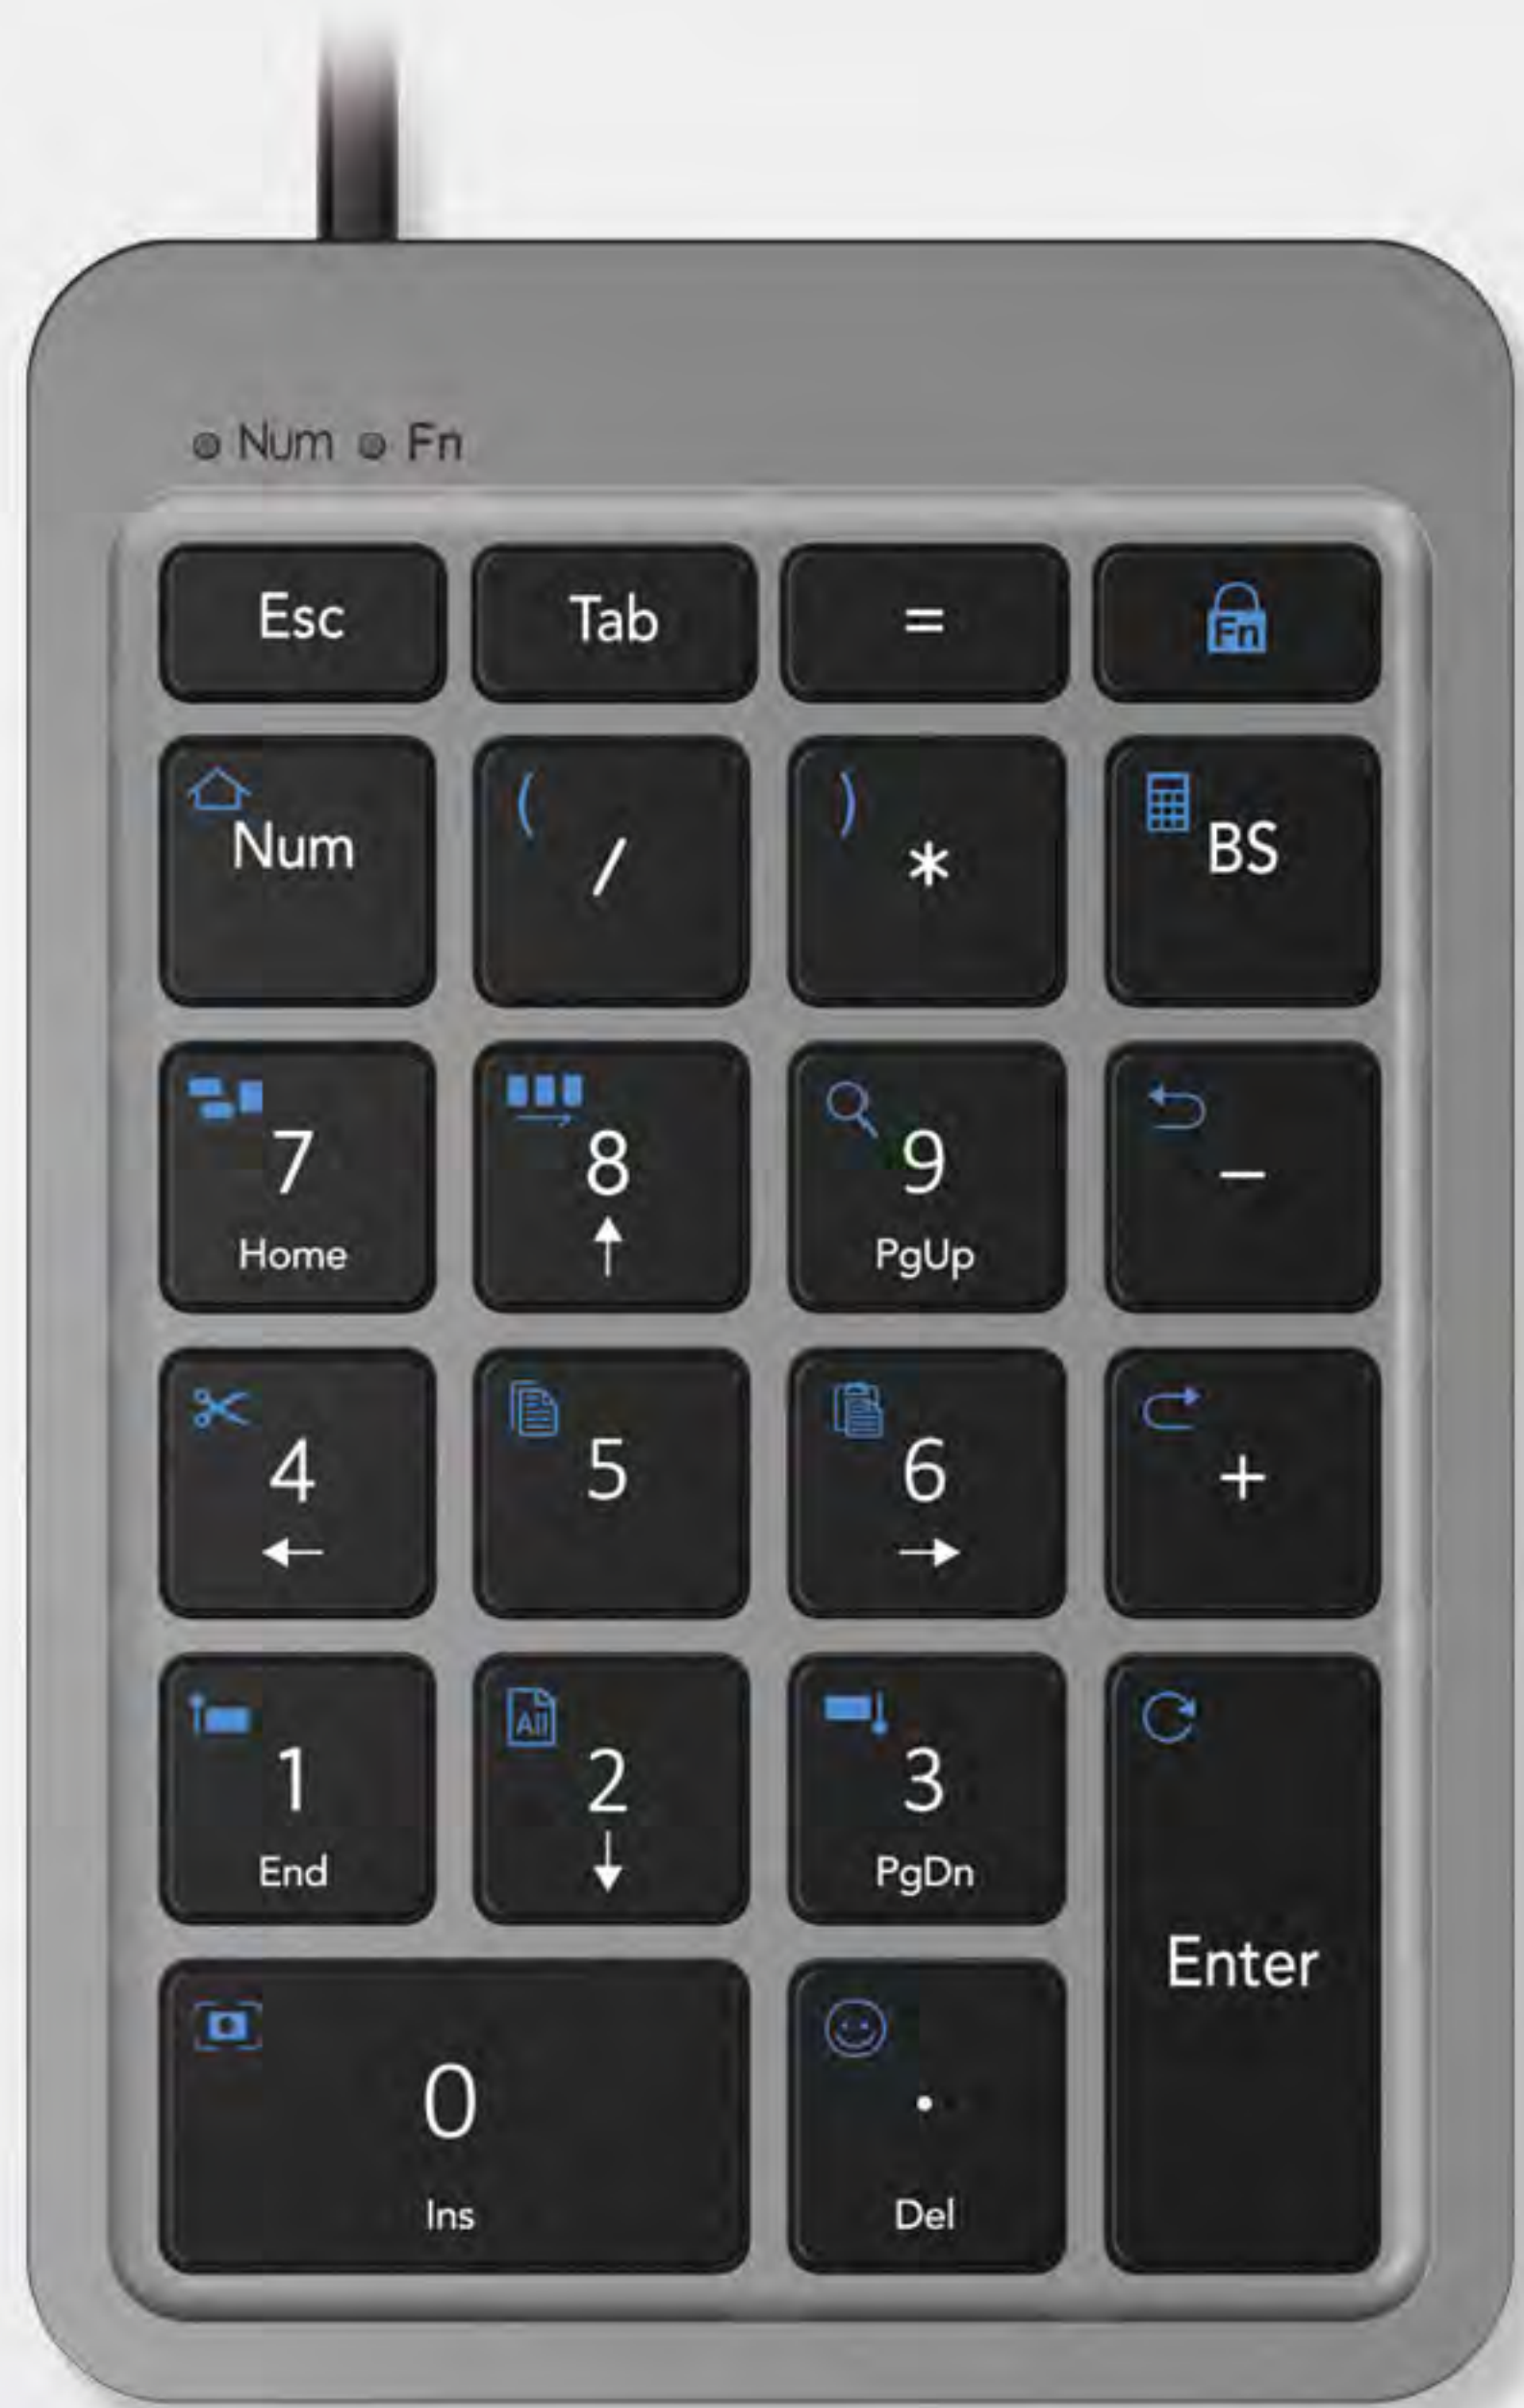 Num Fn
Esc Tab = Fn
Num ( / ) * BS
7 8 9 –
Home ↑ PgUp
4 5 6 +
← →
1 All 2 3
End ↓ PgDn
Enter
0 .
Ins Del